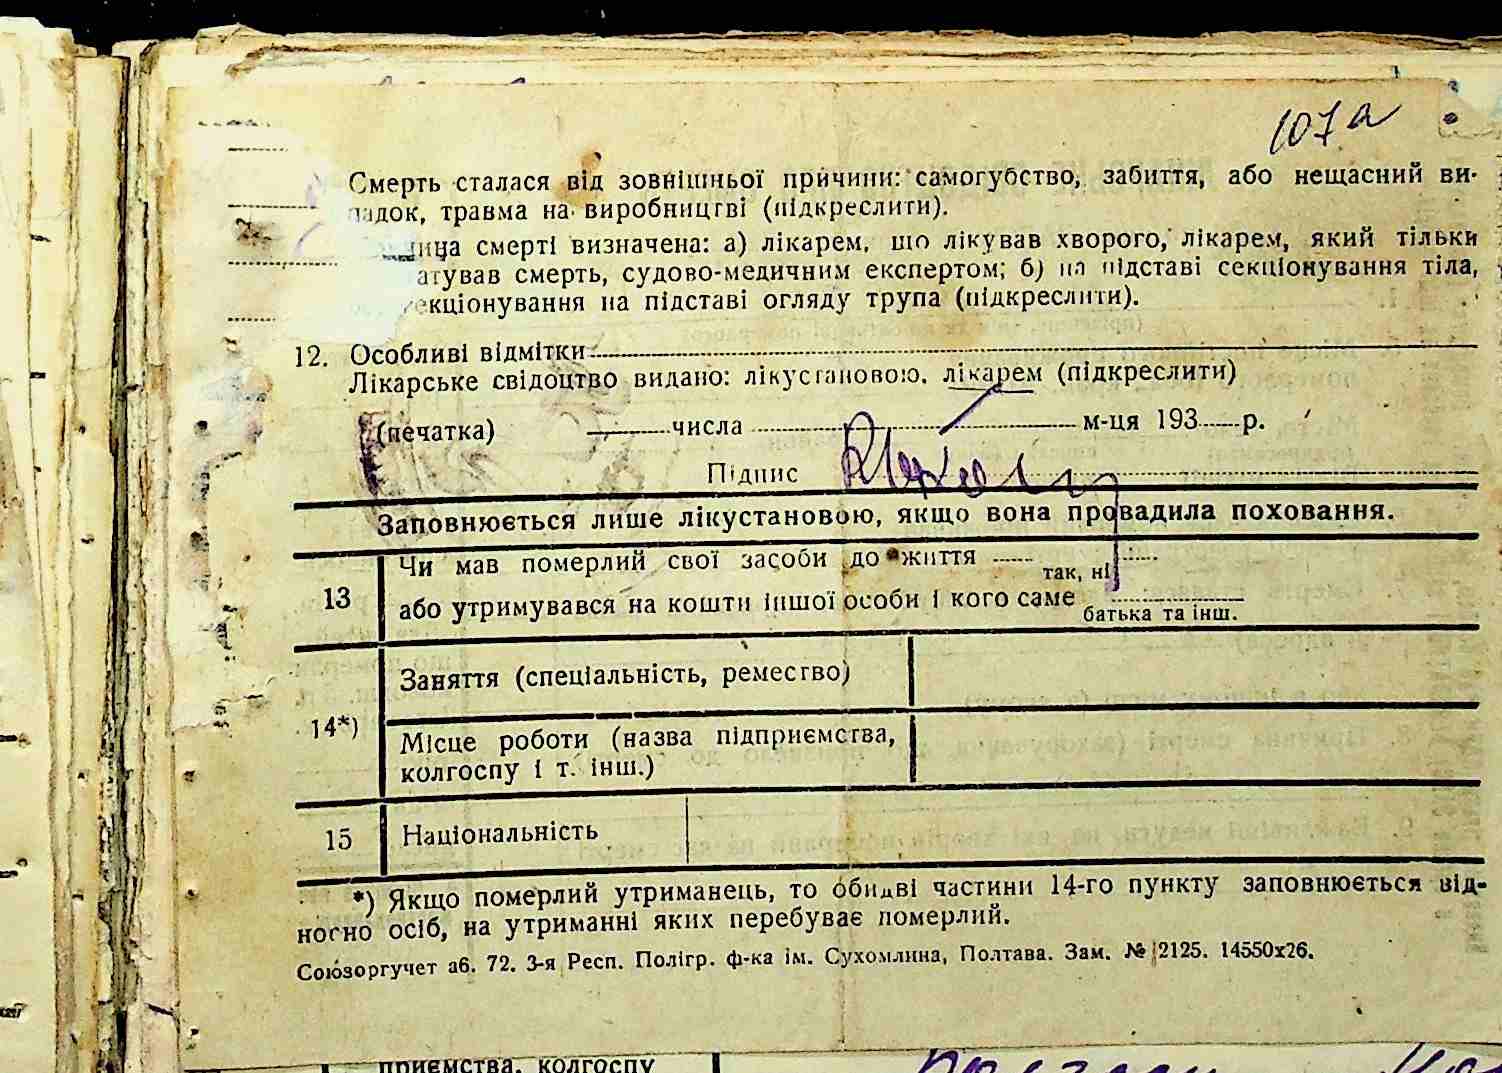 107 а
Смерть сталася від зовнішньої причини: самогубство, забиття, або нещасний ви-
падок, травма на виробництві (підкреслити).
смерті визначена: а) лікарем, що лікував хворого, лікарем, який тільки
атував смерть, судово-медичним експертом; б) на підставі секціонування тіла,
екціонування на підставі огляду трупа (підкреслити).
12. Особливі відмітки
Лікарське свідоцтво видано: лікустановою, лікарем (підкреслити)
(печатка) числа м-ця 193 р.
Підпис
Заповнюється лише лікустановою, якщо вона провадила поховання.
13 Чи мав померлий свої засоби до життя
так, ні
або утримувався на кошти іншої особи і кого саме
батька та інш.
14*) Заняття (спеціальність, ремество)
Місце роботи (назва підприємства,
колгоспу і т. інш.)
15 Національність
*) Якщо померлий утриманець, то обидві частини 14-го пункту заповнюється від-
носно осіб, на утриманні яких перебуває померлий.
Союзоргучет аб. 72. 3-я Респ. Полігр. ф-ка ім. Сухомлина, Полтава. Зам. № 2125. 14550х26.
приємства, колгоспу